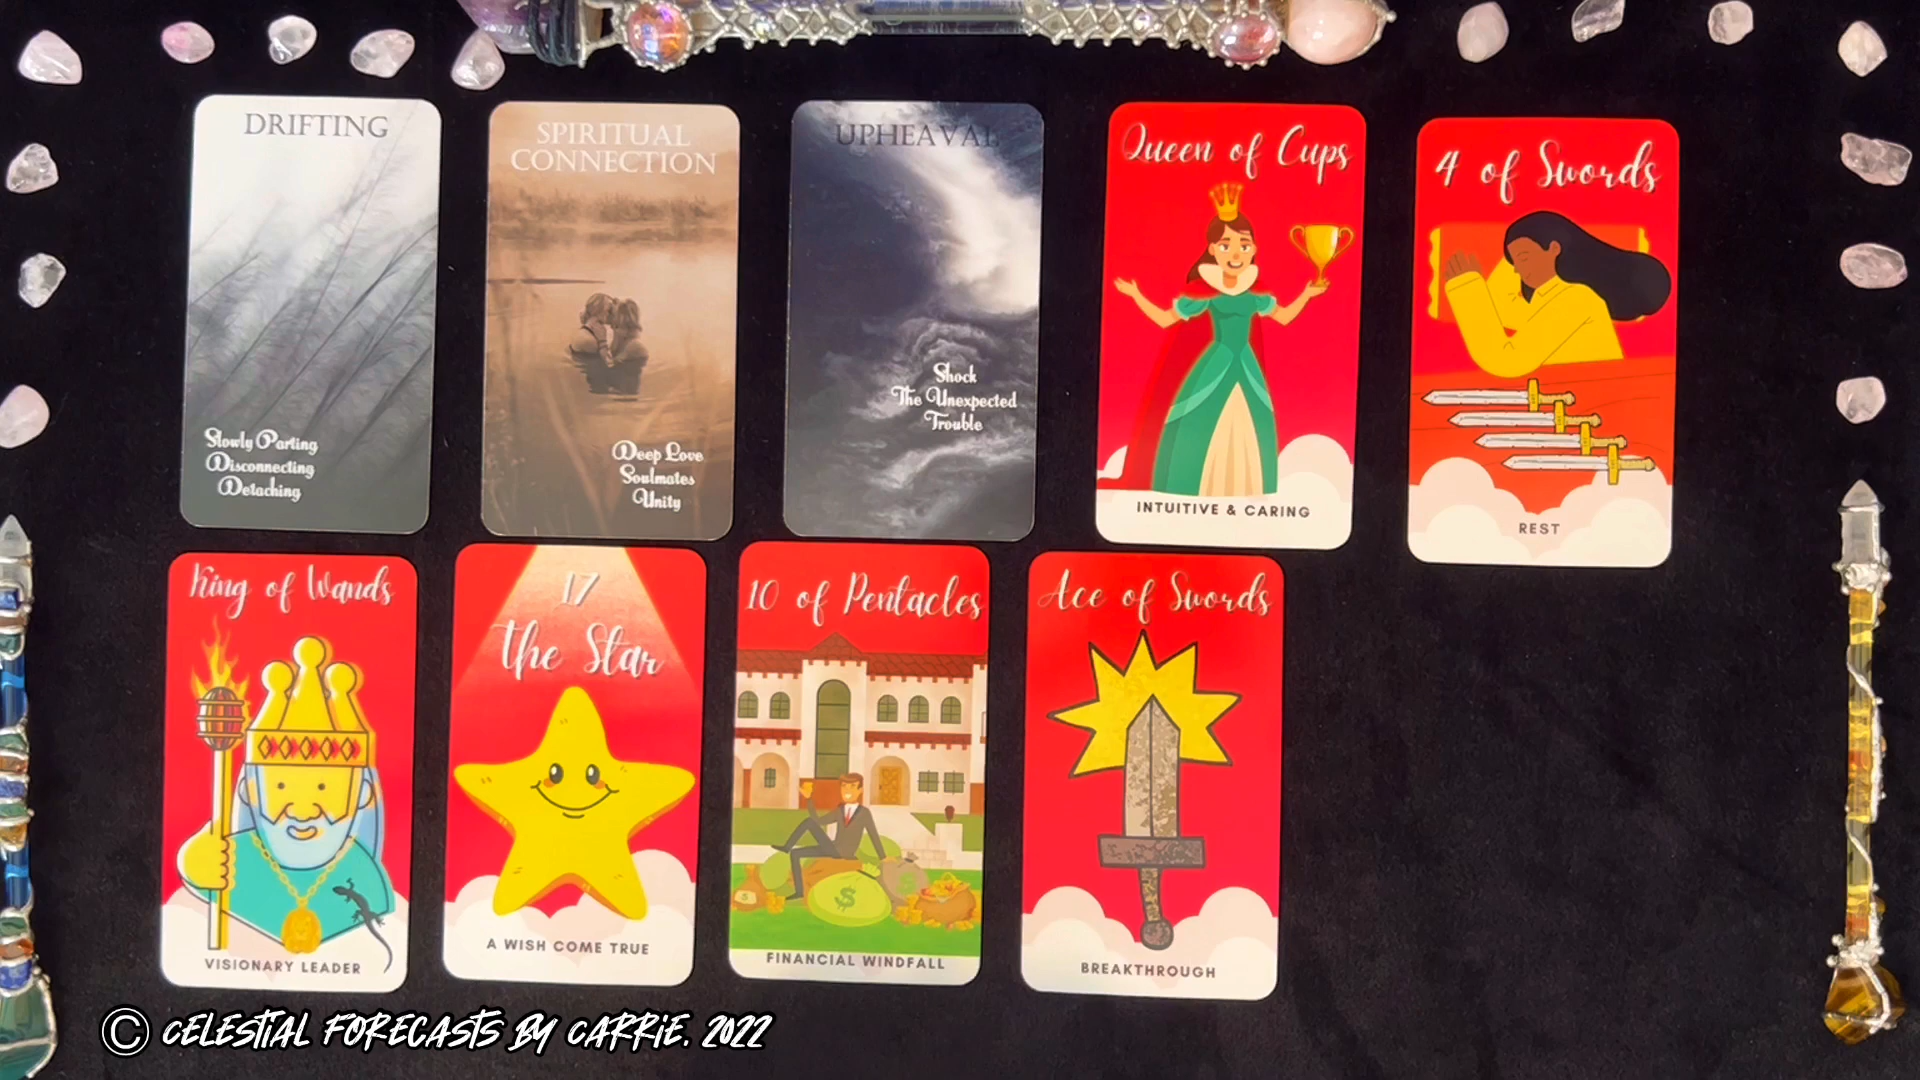 DRIFTING
Slowly Parting
Disconnecting
Detaching
SPIRITUAL
CONNECTION
Deep Love
Soulmates
Unity
UPHEAVAL
Shock
The Unexpected
Trouble
Queen of Cups
INTUITIVE & CARING
4 of Swords
REST
King of Wands
VISIONARY LEADER
17
the Star
A WISH COME TRUE
10 of Pentacles
$
$
FINANCIAL WINDFALL
Ace of Swords
BREAKTHROUGH
© CELESTIAL FORECASTS BY CARRIE. 2022